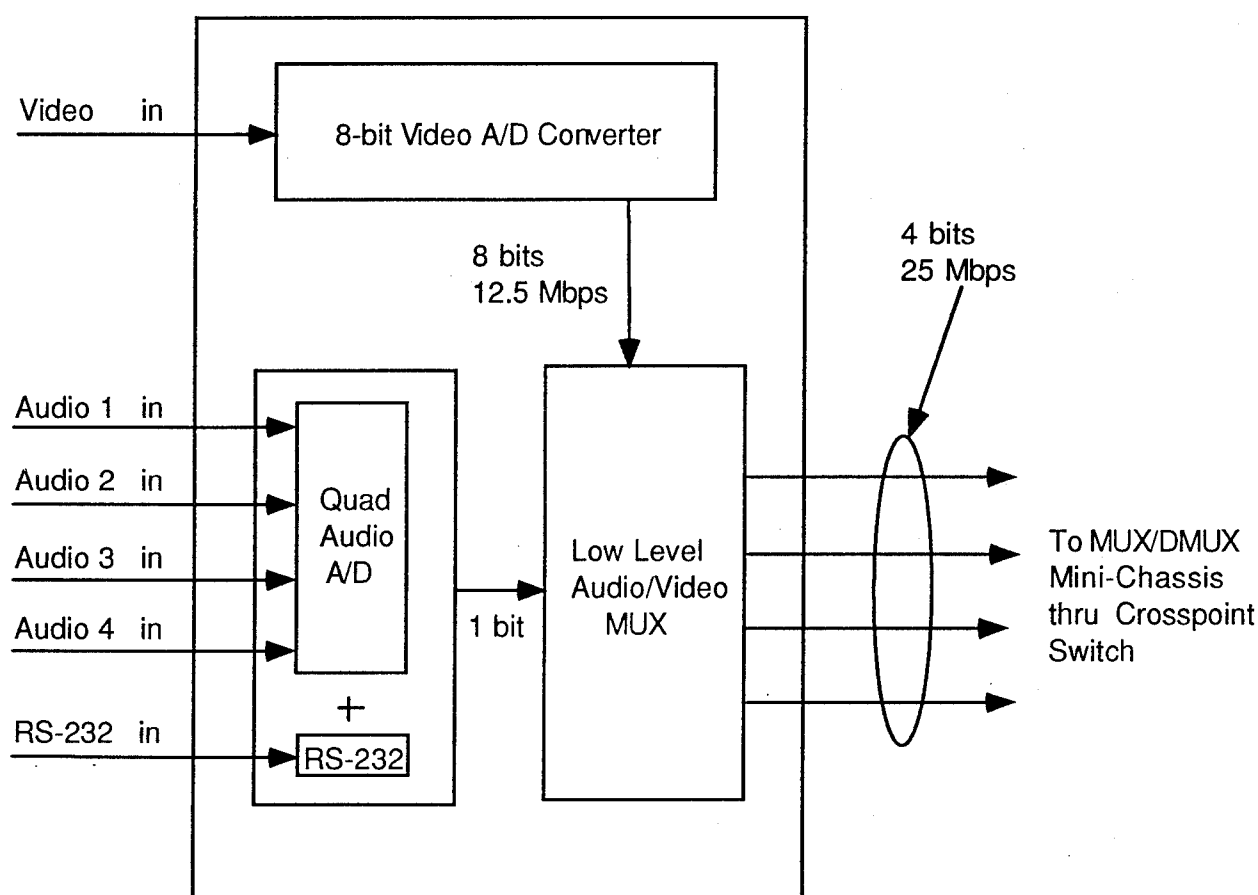 Video in
8-bit Video A/D Converter
8 bits
12.5 Mbps
4 bits
25 Mbps
Audio 1 in
Audio 2 in
Audio 3 in
Audio 4 in
RS-232 in
Quad
Audio
A/D
+
RS-232
1 bit
Low Level
Audio/Video
MUX
To MUX/DMUX
Mini-Chassis
thru Crosspoint
Switch